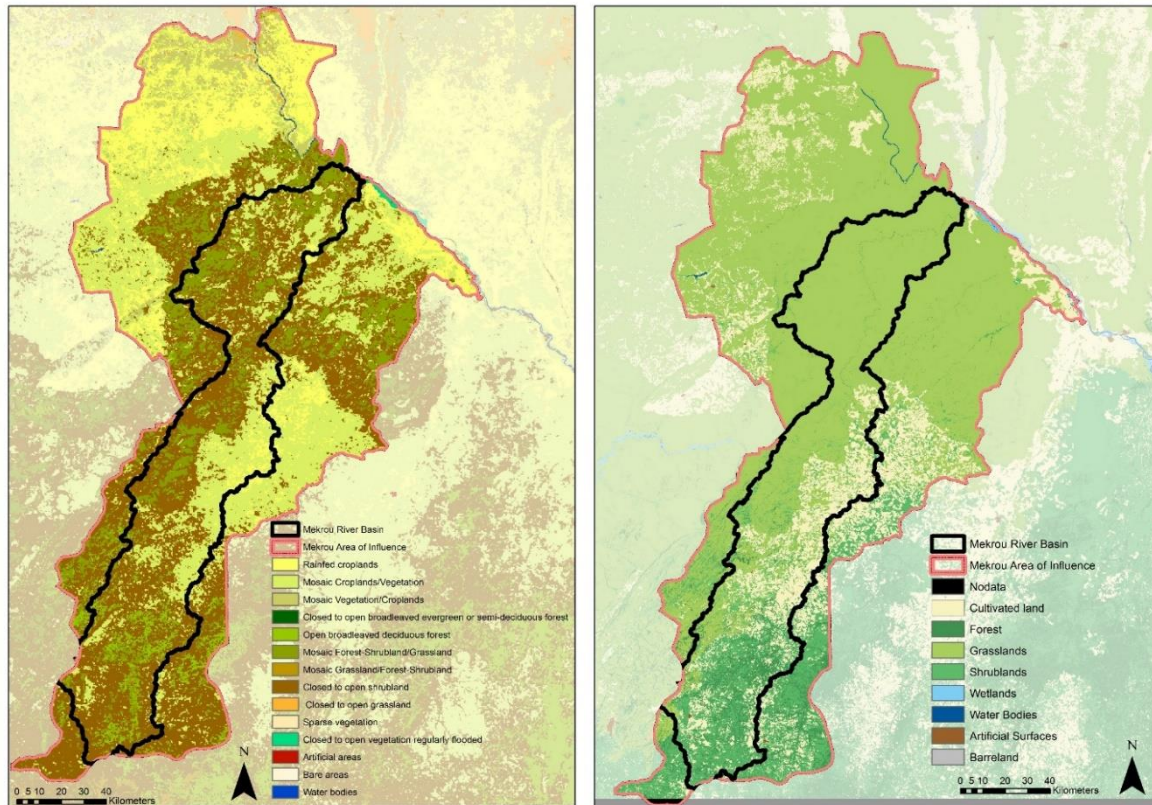 Mekrou River Basin
Mekrou Area of Influence
Rainfed croplands
Mosaic Croplands/Vegetation
Mosaic Vegetation/Croplands
Closed to open broadleaved evergreen or semi-deciduous forest
Open broadleaved deciduous forest
Mosaic Forest-Shrubland/Grassland
Mosaic Grassland/Forest-Shrubland
Closed to open shrubland
Closed to open grassland
Sparse vegetation
Closed to open vegetation regularly flooded
Artificial areas
Bare areas
Water bodies
N
0 5 10 20 30 40
Kilometers
Mekrou River Basin
Mekrou Area of Influence
Nodata
Cultivated land
Forest
Grasslands
Shrublands
Wetlands
Water Bodies
Artificial Surfaces
Barreland
N
0 5 10 20 30 40
Kilometers